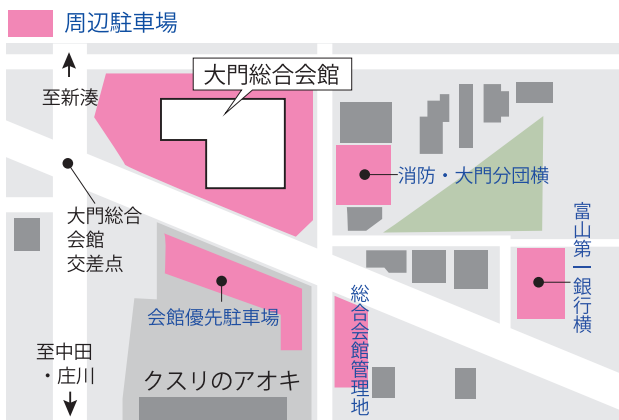 周辺駐車場
大門総合会館
至新湊
消防・大門分団横
大門総合
会館
交差点
富山第一銀行横
会館優先駐車場
総合会館管理地
至中田
・庄川
クスリのアオキ